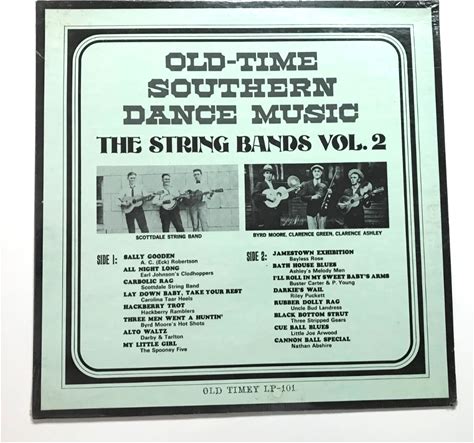 OLD-TIME
SOUTHERN
DANCE MUSIC
THE STRING BANDS VOL. 2
SCOTTDALE STRING BAND
BYRD MOORE, CLARENCE GREEN, CLARENCE ASHLEY
SIDE 1:
SALLY GOODEN
A. C. (Eck) Robertson
ALL NIGHT LONG
Earl Johnson's Clodhoppers
CARBOLIC RAG
Scottdale String Band
LAY DOWN BABY, TAKE YOUR REST
Carolina Taar Heels
HACKBERRY TROT
Hackberry Ramblers
THREE MEN WENT A HUNTIN'
Byrd Moore's Hot Shots
ALTO WALTZ
Darby & Tarlton
MY LITTLE GIRL
The Spooney Five
SIDE 2:
JAMESTOWN EXHIBITION
Bayless Rose
BATH HOUSE BLUES
Ashley's Melody Men
I'LL ROLL IN MY SWEET BABY'S ARMS
Buster Carter & P. Young
DARKIE'S WAIL
Riley Puckett
RUBBER DOLLY RAG
Uncle Bud Landress
BLACK BOTTOM STRUT
Three Stripped Gears
CUE BALL BLUES
Little Joe Arwood
CANNON BALL SPECIAL
Nathan Abshire
OLD TIMEY LP-101